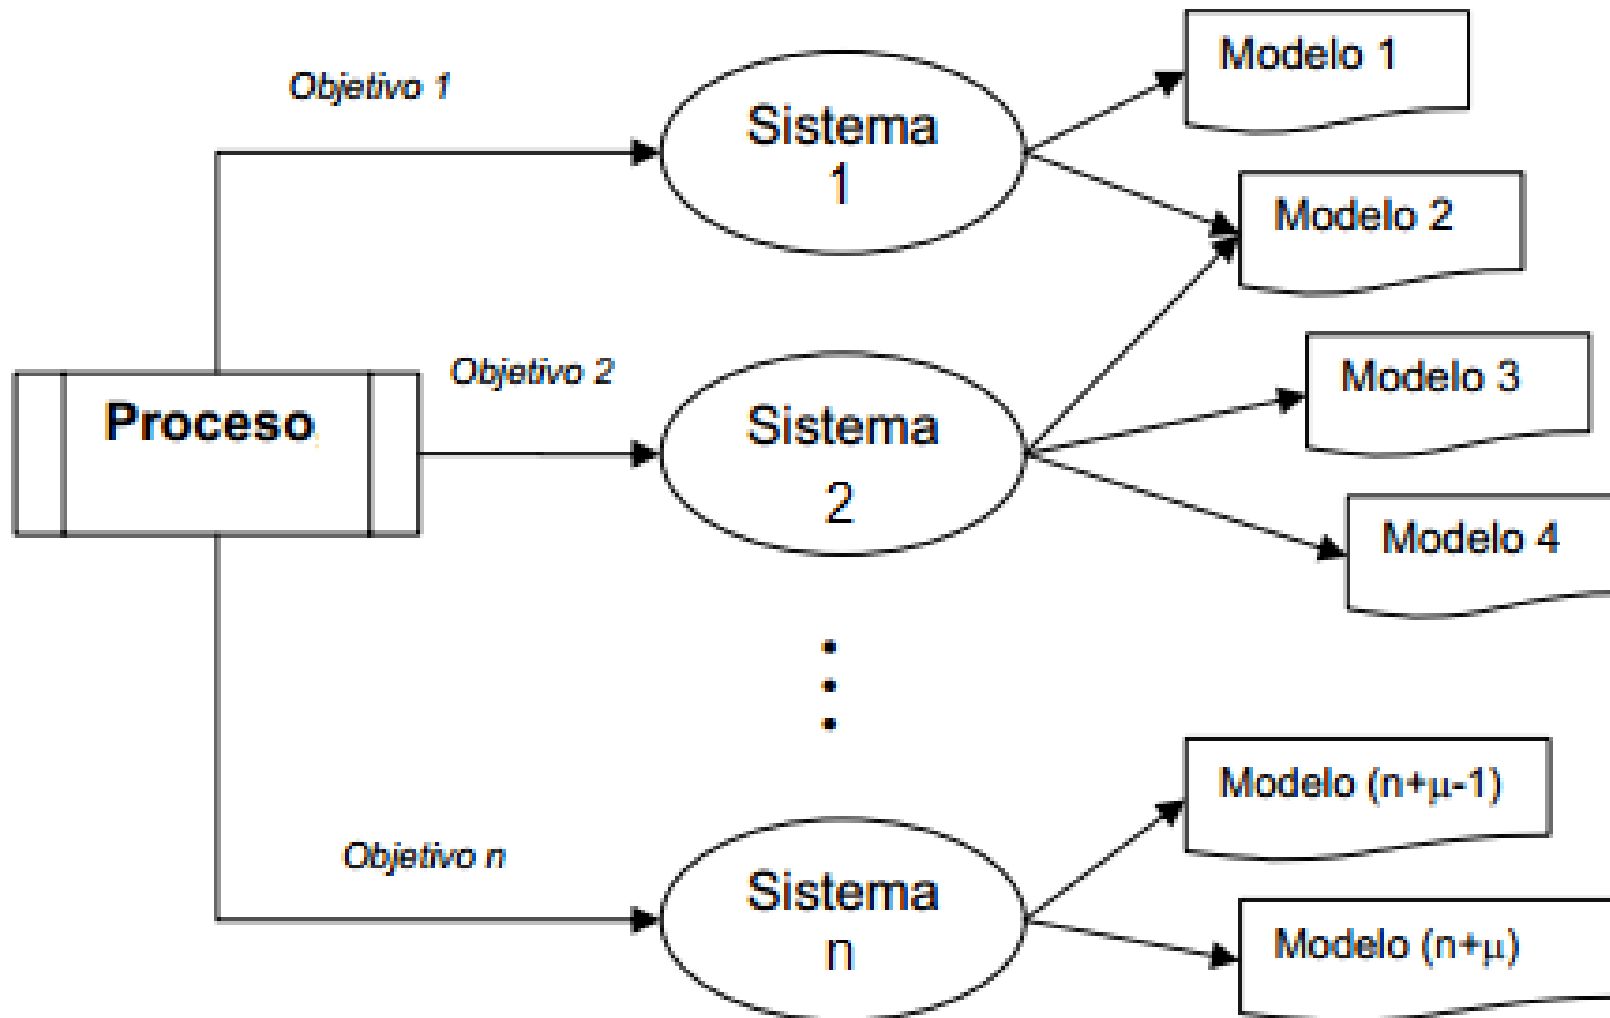 Objetivo 1
Sistema
1
Modelo 1
Modelo 2
Proceso
Objetivo 2
Sistema
2
Modelo 3
Modelo 4
Objetivo n
Sistema
n
Modelo (n+μ-1)
Modelo (n+μ)